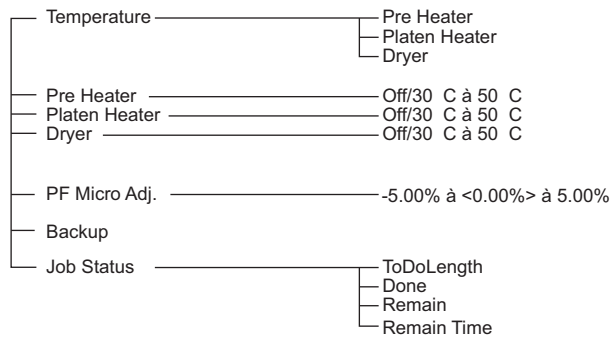 Temperature Pre Heater
Platen Heater
Dryer
Pre Heater Off/30 C à 50 C
Platen Heater Off/30 C à 50 C
Dryer Off/30 C à 50 C
PF Micro Adj. -5.00% à <0.00%> à 5.00%
Backup
Job Status ToDoLength
Done
Remain
Remain Time